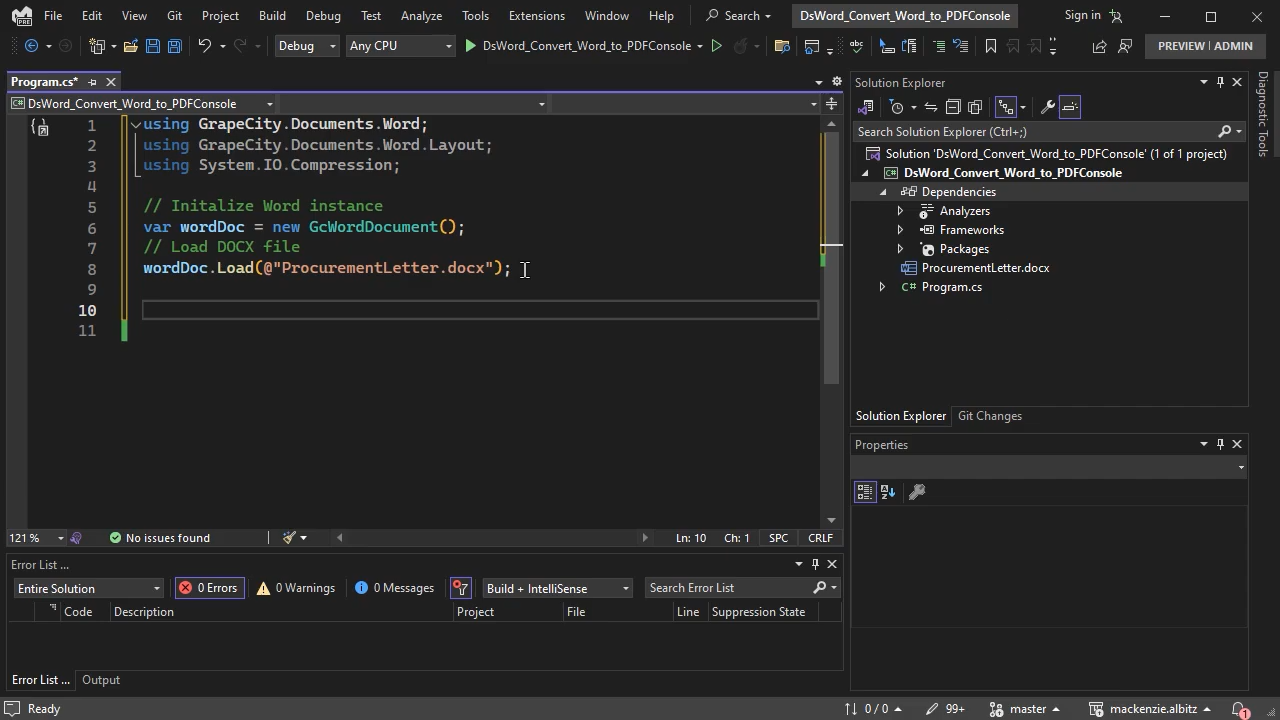 File Edit View Git Project Build Debug Test Analyze Tools Extensions Window Help Search DsWord_Convert_Word_to_PDFConsole Sign in
PRE
Debug Any CPU DsWord_Convert_Word_to_PDFConsole PREVIEW | ADMIN
Program.cs*
DsWord_Convert_Word_to_PDFConsole
1 using GrapeCity.Documents.Word;
2 using GrapeCity.Documents.Word.Layout;
3 using System.IO.Compression;
4
5 // Initalize Word instance
6 var wordDoc = new GcWordDocument();
7 // Load DOCX file
8 wordDoc.Load(@"ProcurementLetter.docx");
9
10
11
121 % No issues found Ln: 10 Ch: 1 SPC CRLF
Error List ...
Entire Solution 0 Errors 0 Warnings 0 Messages Build + IntelliSense Search Error List
Code Description Project File Line Suppression State
Error List ... Output
Solution Explorer
Search Solution Explorer (Ctrl+;)
Solution 'DsWord_Convert_Word_to_PDFConsole' (1 of 1 project)
DsWord_Convert_Word_to_PDFConsole
Dependencies
Analyzers
Frameworks
Packages
ProcurementLetter.docx
C# Program.cs
Solution Explorer Git Changes
Properties
Diagnostic Tools
Ready 0 / 0 99+ master mackenzie.albitz 1